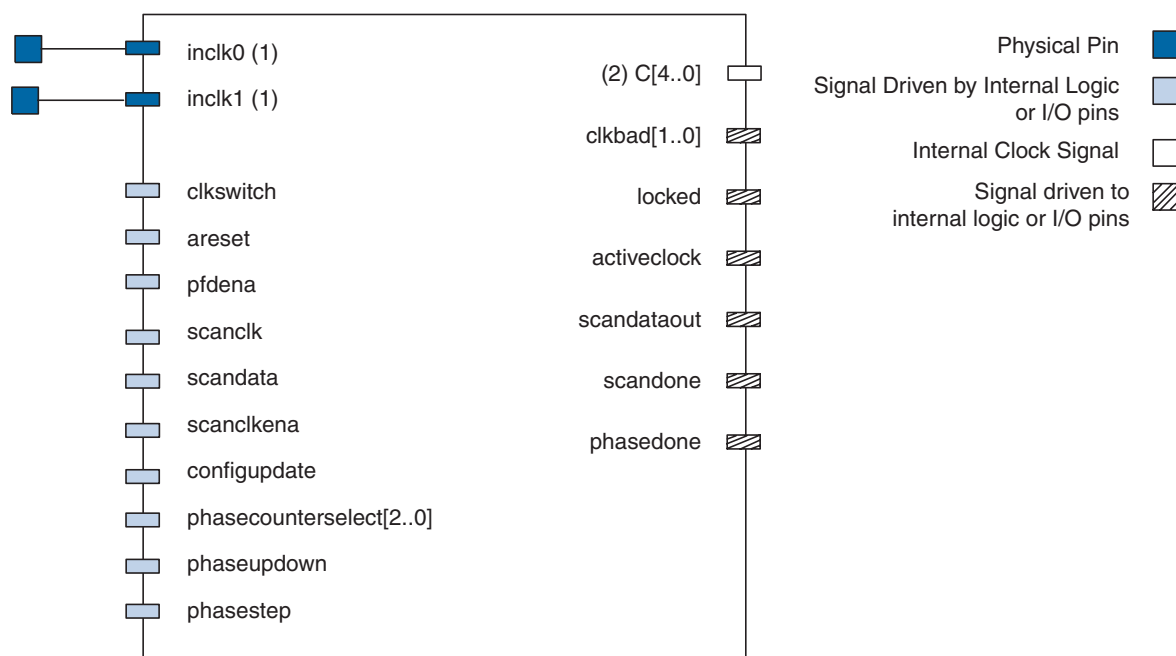 inclk0 (1)
inclk1 (1)
clkswitch
areset
pfdena
scanclk
scandata
scanclkena
configupdate
phasecounterselect[2..0]
phaseupdown
phasestep
(2) C[4..0]
clkbad[1..0]
locked
activeclock
scandataout
scandone
phasedone
Physical Pin
Signal Driven by Internal Logic
or I/O pins
Internal Clock Signal
Signal driven to
internal logic or I/O pins